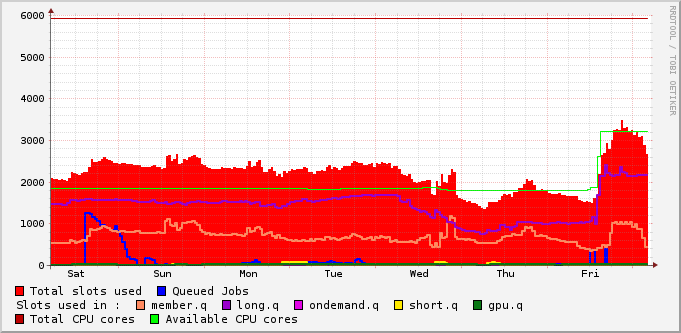 6000
5000
4000
3000
2000
1000
0
Sat Sun Mon Tue Wed Thu Fri
Total slots used Queued Jobs
Slots used in : member.q long.q ondemand.q short.q gpu.q
Total CPU cores Available CPU cores
RRDTOOL / TOBI OETIKER